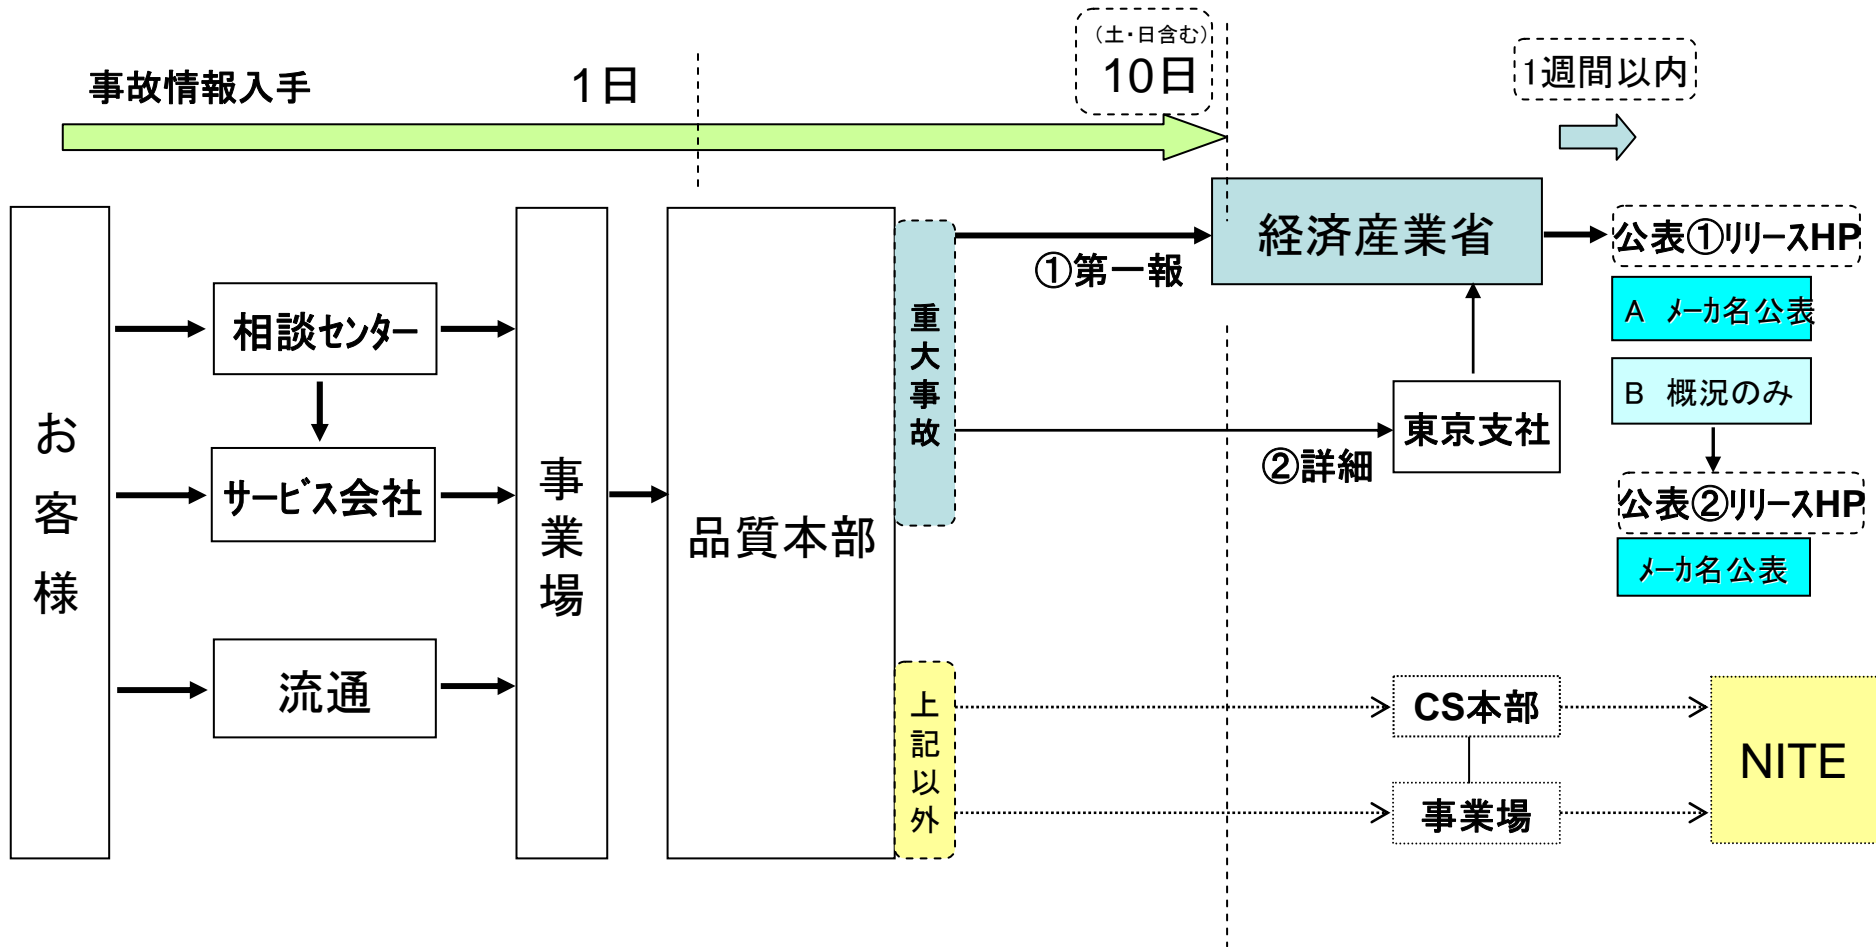 (土・日含む)
10日
1週間以内
事故情報入手
1日
経済産業省
公表①リリースHP
①第一報
A メーカ名公表
重大事故
相談センター
B 概況のみ
東京支社
お客様
サービス会社
事業場
②詳細
公表②リリースHP
品質本部
メーカ名公表
流通
上記以外
CS本部
NITE
事業場